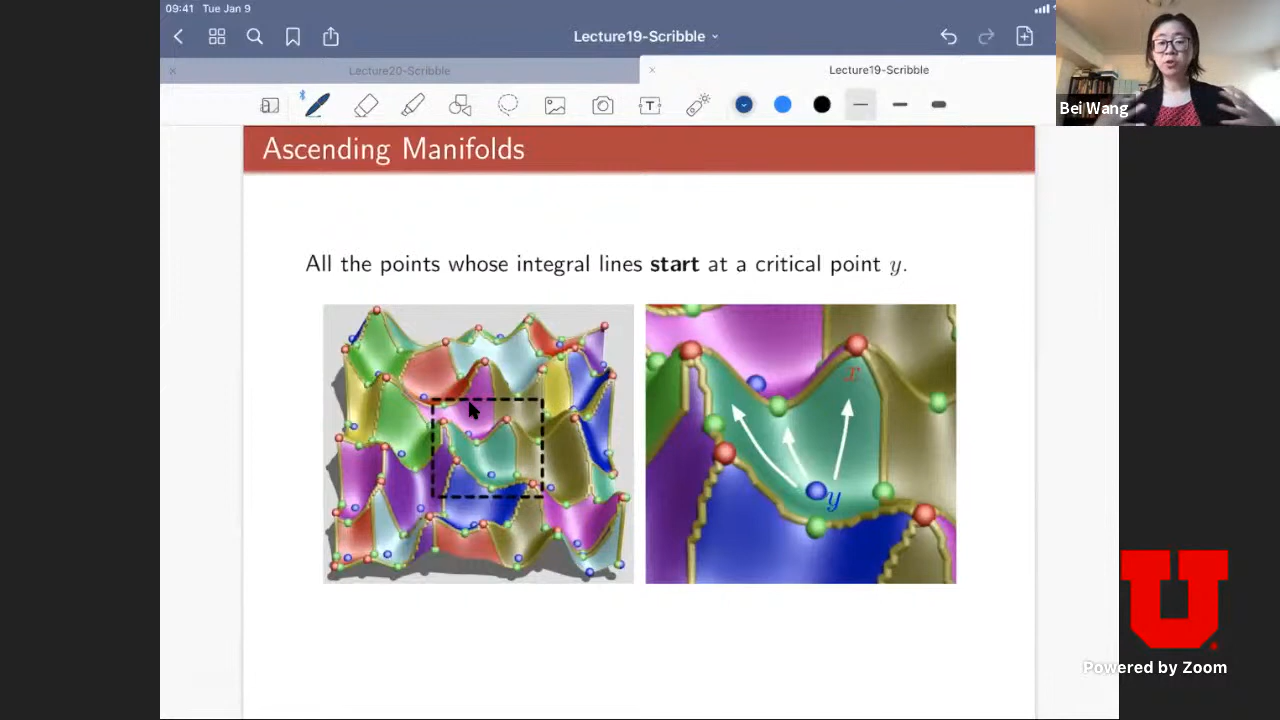 09:41 Tue Jan 9
Lecture19-Scribble
Lecture20-Scribble
Lecture19-Scribble
T
Bei Wang
Ascending Manifolds
All the points whose integral lines start at a critical point y.
x
y
U
Powered by Zoom